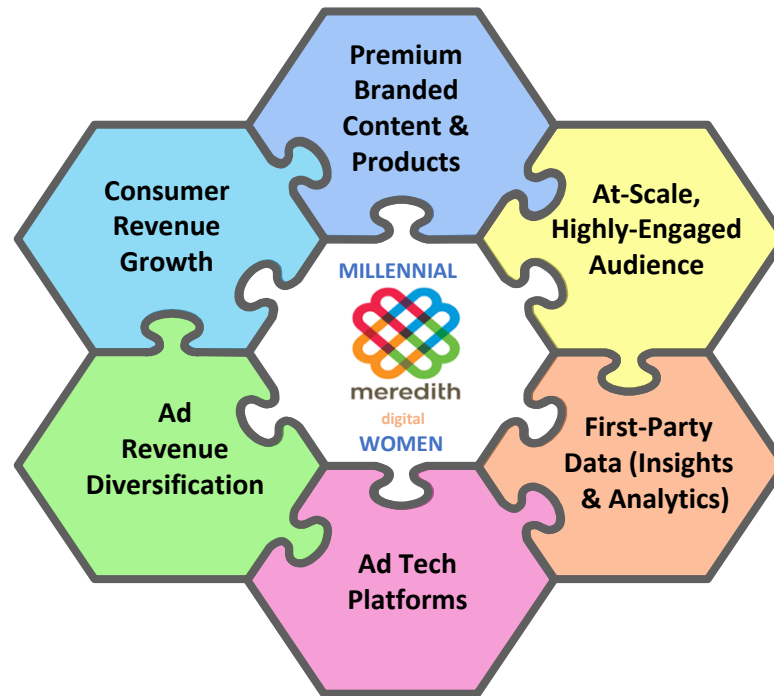 Premium
Branded
Content &
Products
At-Scale,
Highly-Engaged
Audience
First-Party
Data (Insights
& Analytics)
Ad Tech
Platforms
Ad
Revenue
Diversification
Consumer
Revenue
Growth
MILLENNIAL
meredith
digital
WOMEN